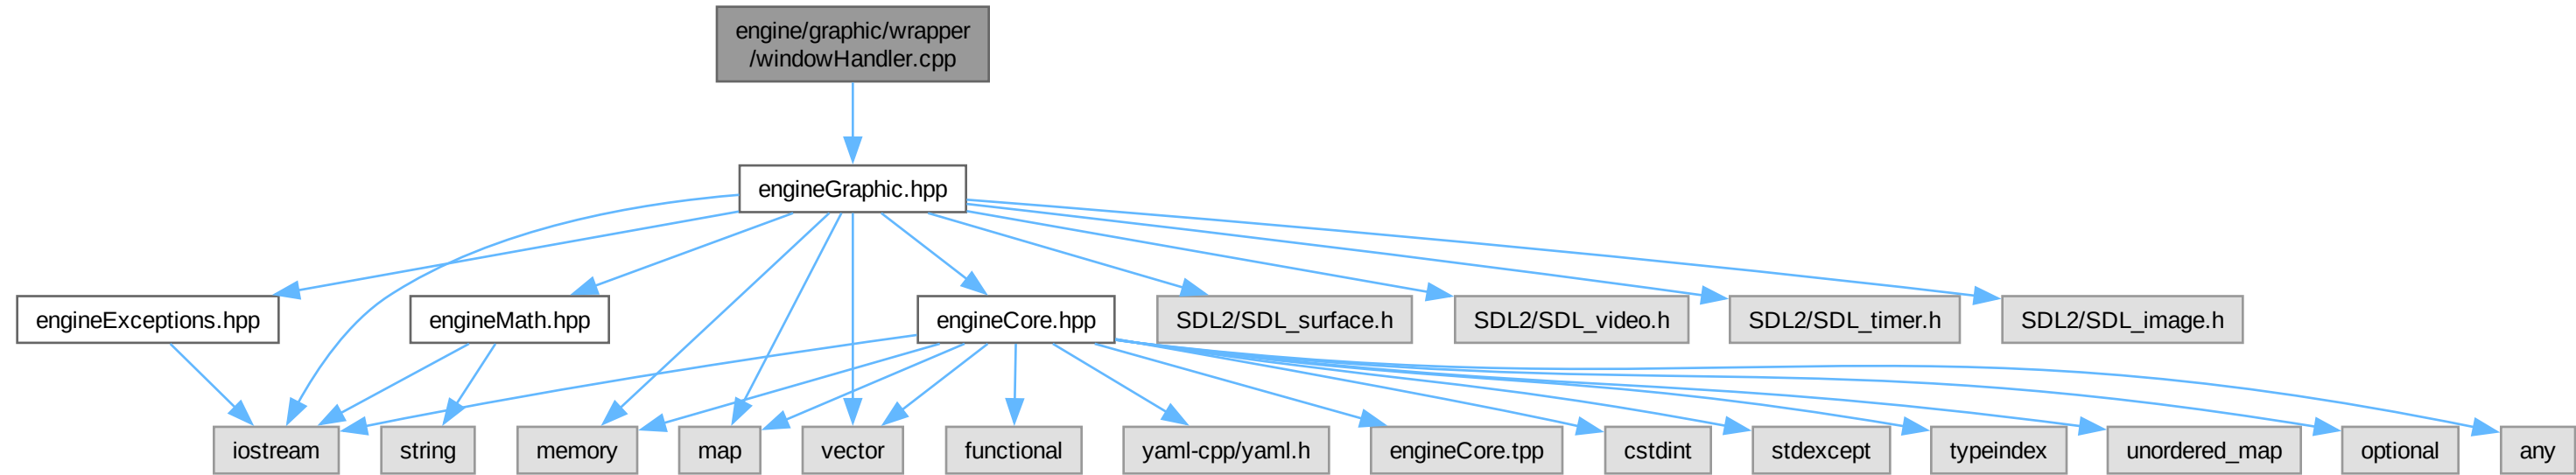 engine/graphic/wrapper
/windowHandler.cpp
engineGraphic.hpp
engineExceptions.hpp
engineMath.hpp
engineCore.hpp
SDL2/SDL_surface.h
SDL2/SDL_video.h
SDL2/SDL_timer.h
SDL2/SDL_image.h
iostream
string
memory
map
vector
functional
yaml-cpp/yaml.h
engineCore.tpp
cstdint
stdexcept
typeindex
unordered_map
optional
any